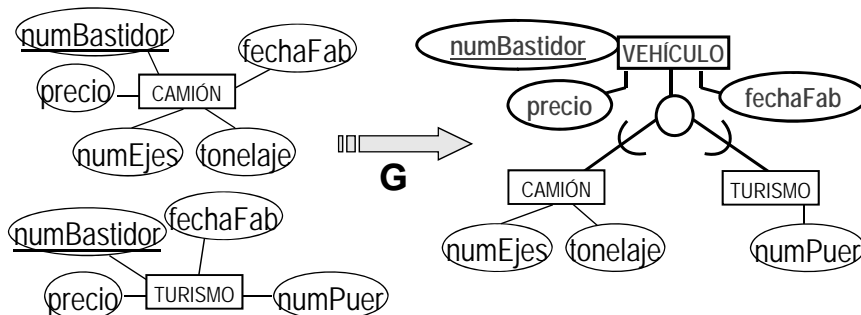 numBastidor
fechaFab
precio
CAMIÓN
numEjes
tonelaje
numBastidor
fechaFab
precio
TURISMO
numPuer
G
numBastidor
VEHÍCULO
precio
fechaFab
CAMIÓN
TURISMO
numEjes
tonelaje
numPuer